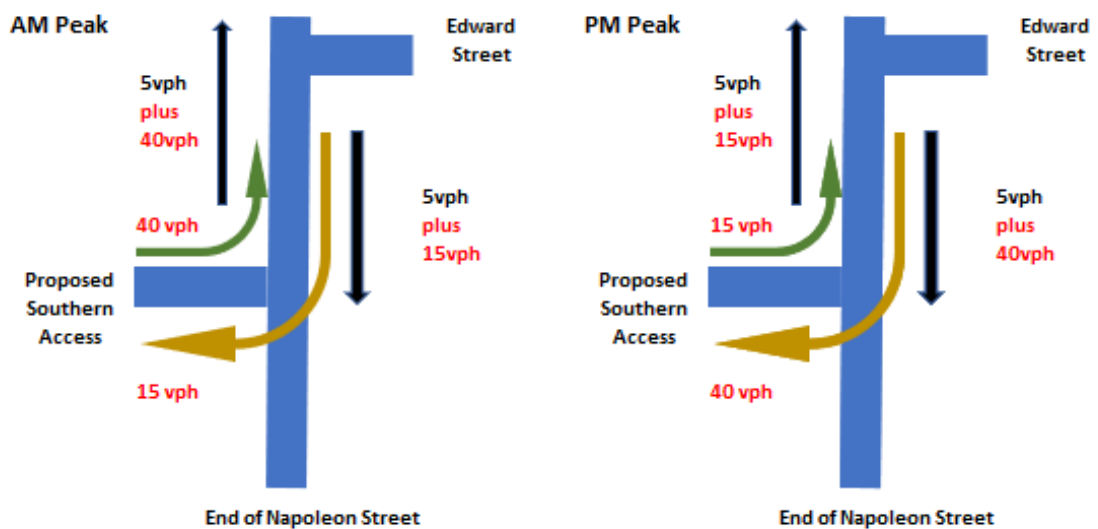 AM Peak
Edward
Street
5vph
plus
40vph
5vph
plus
15vph
40 vph
Proposed
Southern
Access
15 vph
End of Napoleon Street
PM Peak
Edward
Street
5vph
plus
15vph
5vph
plus
40vph
15 vph
Proposed
Southern
Access
40 vph
End of Napoleon Street